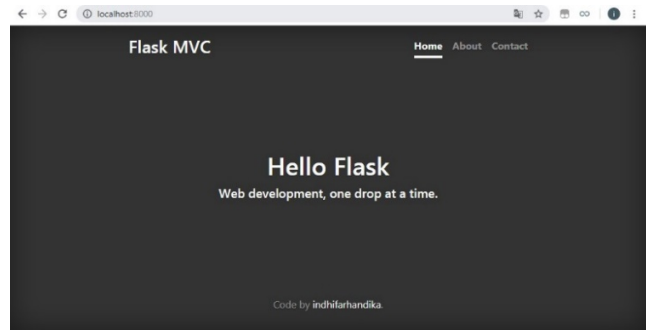 localhost:8000
Flask MVC
Home About Contact
Hello Flask
Web development, one drop at a time.
Code by indhifarhandika.